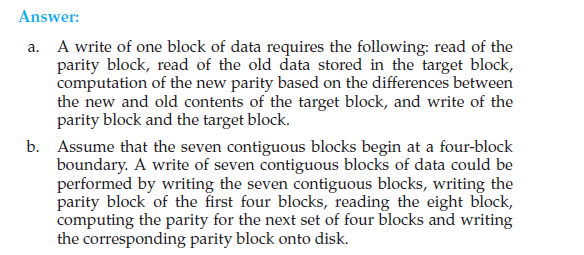 Answer:
a. A write of one block of data requires the following: read of the
parity block, read of the old data stored in the target block,
computation of the new parity based on the differences between
the new and old contents of the target block, and write of the
parity block and the target block.
b. Assume that the seven contiguous blocks begin at a four-block
boundary. A write of seven contiguous blocks of data could be
performed by writing the seven contiguous blocks, writing the
parity block of the first four blocks, reading the eight block,
computing the parity for the next set of four blocks and writing
the corresponding parity block onto disk.